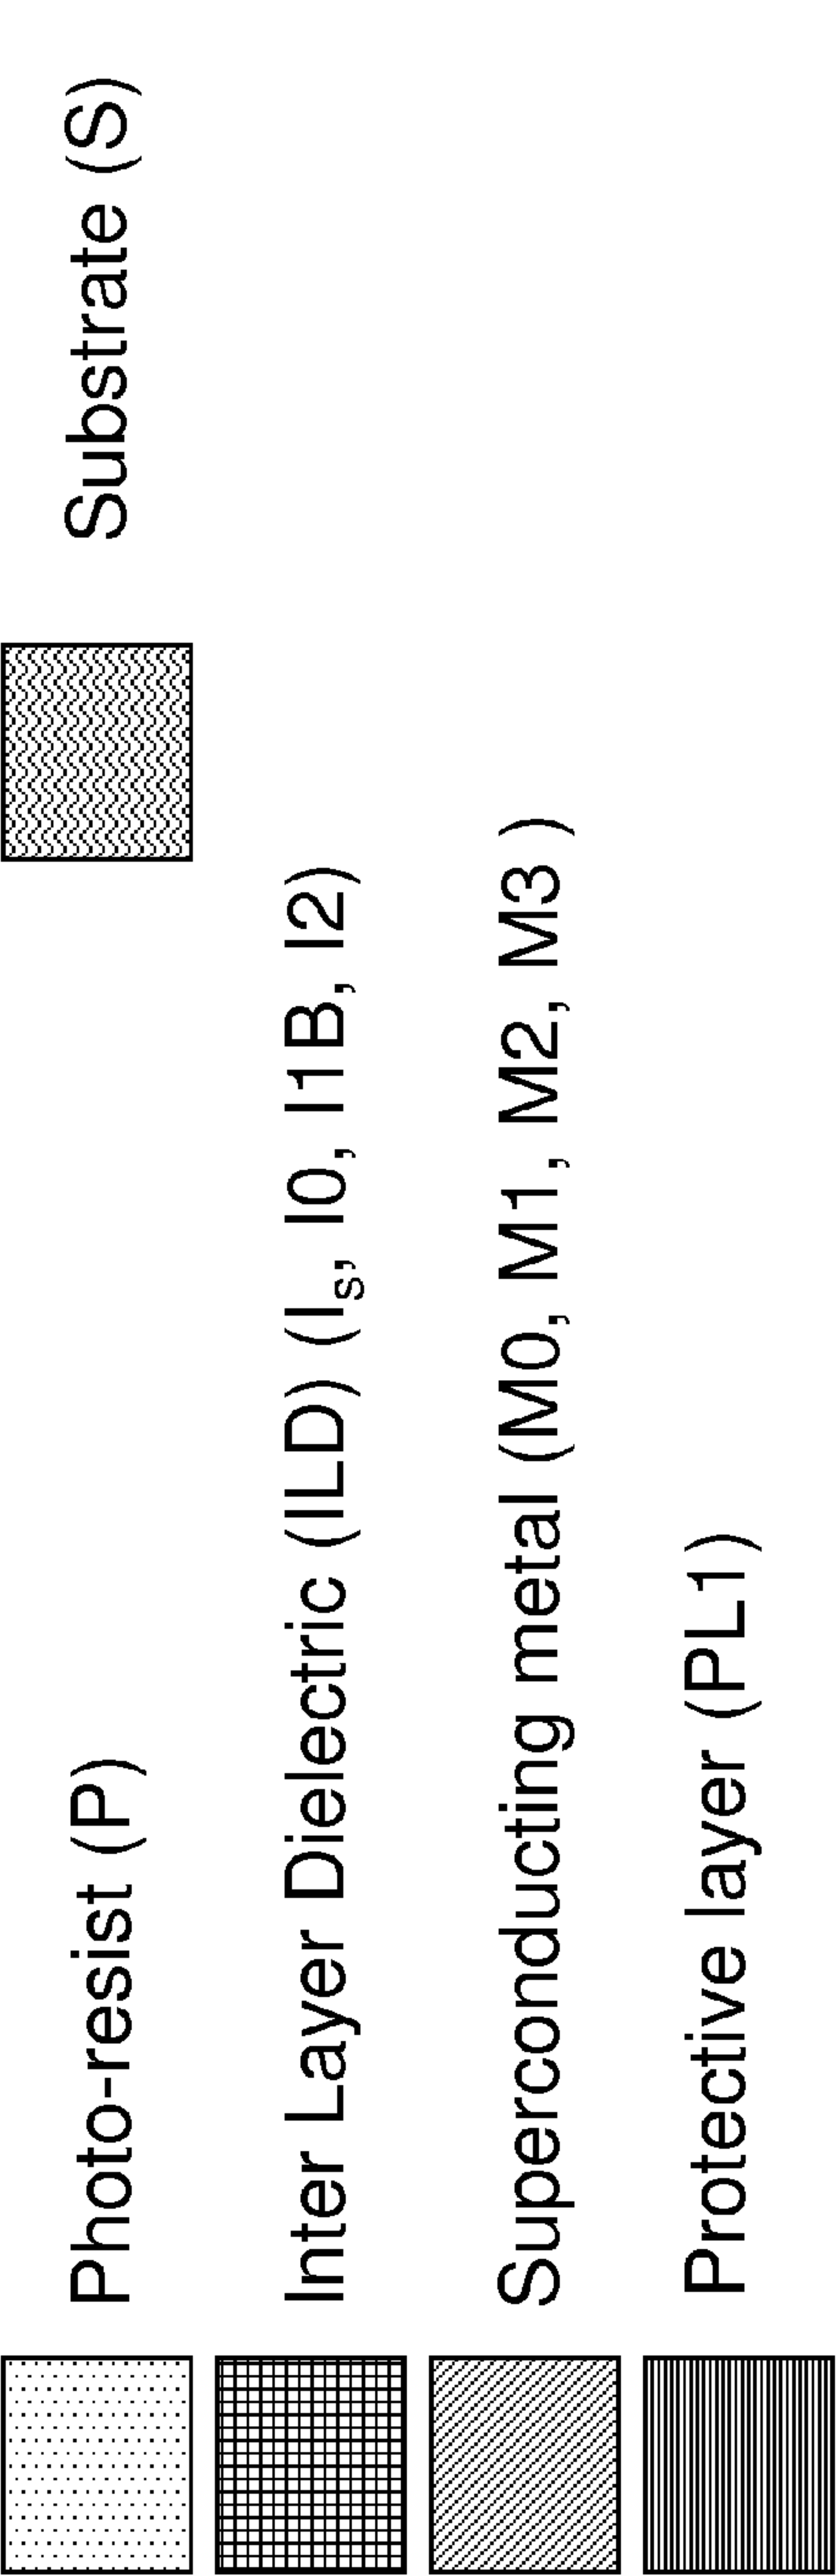 Photo-resist (P)
Substrate (S)
Inter Layer Dielectric (ILD) (Iₛ, I0, I1B, I2)
Superconducting metal (M0, M1, M2, M3 )
Protective layer (PL1)